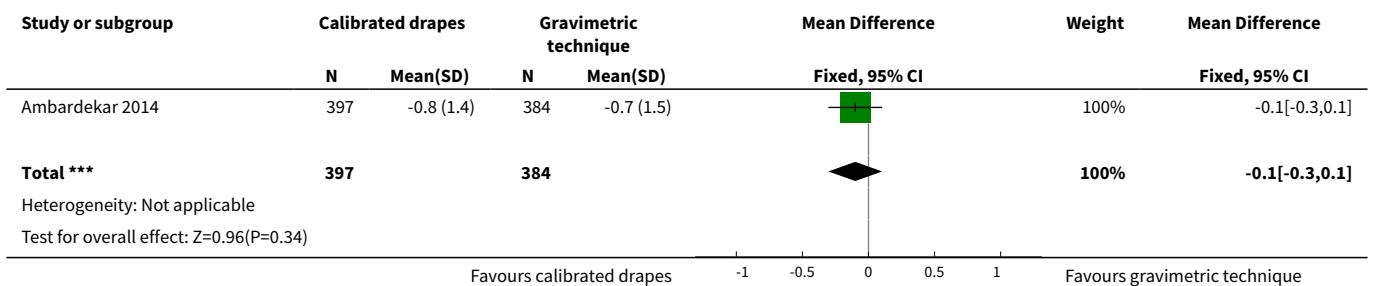 Study or subgroup Calibrated drapes Gravimetric technique Mean Difference Weight Mean Difference
N Mean(SD) N Mean(SD) Fixed, 95% CI Fixed, 95% CI
Ambardekar 2014 397 -0.8 (1.4) 384 -0.7 (1.5) 100% -0.1[-0.3,0.1]
Total *** 397 384 100% -0.1[-0.3,0.1]
Heterogeneity: Not applicable
Test for overall effect: Z=0.96(P=0.34)
Favours calibrated drapes -1 -0.5 0 0.5 1 Favours gravimetric technique